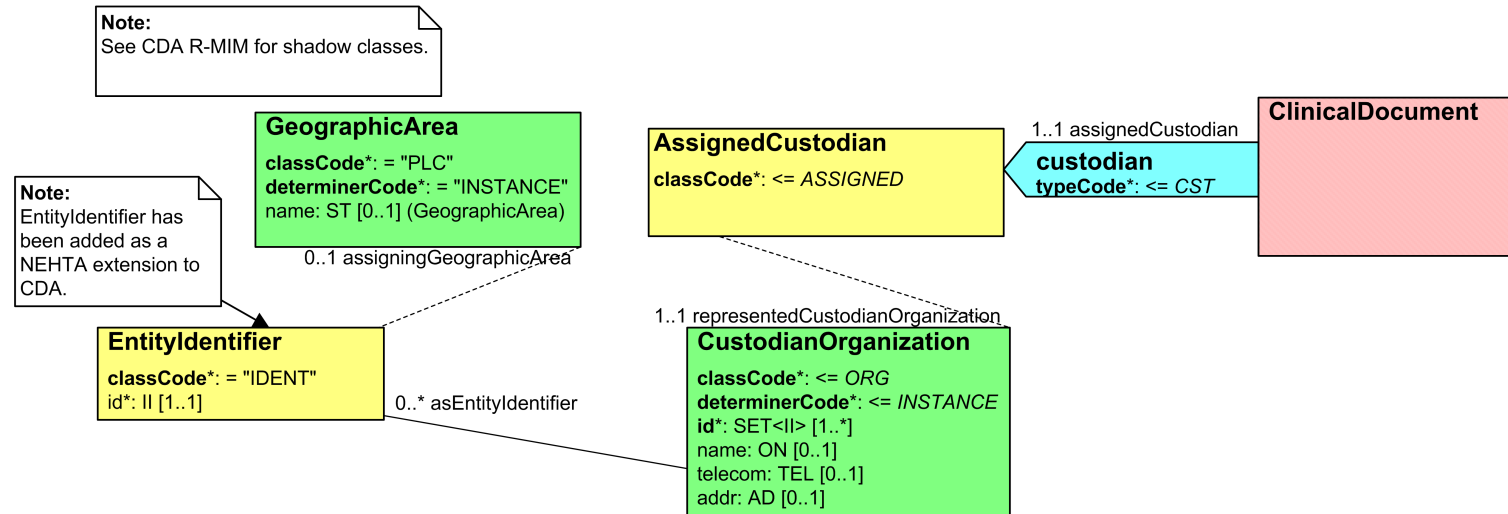 Note:
See CDA R-MIM for shadow classes.
GeographicArea
classCode*: = "PLC"
determinerCode*: = "INSTANCE"
name: ST [0..1] (GeographicArea)
0..1 assigningGeographicArea
AssignedCustodian
classCode*: <= ASSIGNED
1..1 assignedCustodian
custodian
typeCode*: <= CST
ClinicalDocument
Note:
EntityIdentifier has
been added as a
NEHTA extension to
CDA.
EntityIdentifier
classCode*: = "IDENT"
id*: II [1..1]
0..* asEntityIdentifier
1..1 representedCustodianOrganization
CustodianOrganization
classCode*: <= ORG
determinerCode*: <= INSTANCE
id*: SET<II> [1..*]
name: ON [0..1]
telecom: TEL [0..1]
addr: AD [0..1]